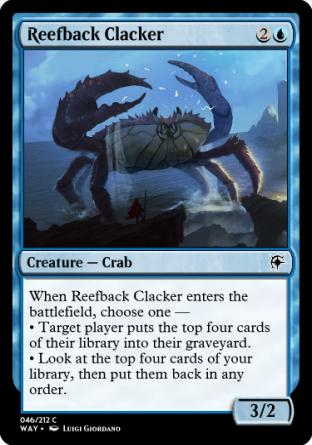 Reefback Clacker 2
Creature — Crab
When Reefback Clacker enters the
battlefield, choose one —
• Target player puts the top four cards
of their library into their graveyard.
• Look at the top four cards of your
library, then put them back in any
order.
3/2
046/212 C
WAY • Luigi Giordano